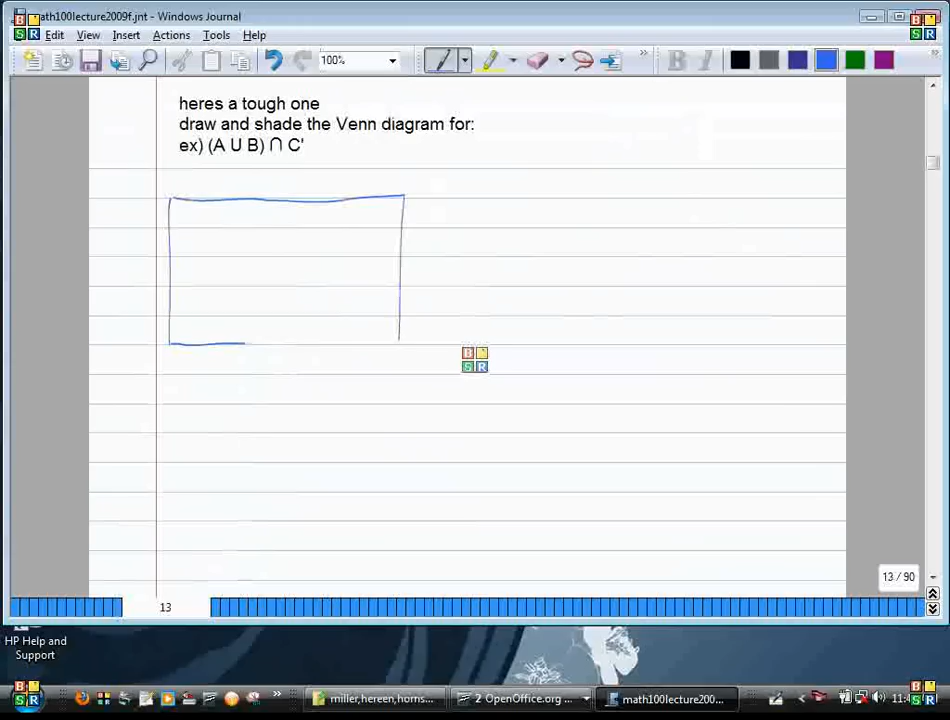 ath100lecture2009f.jnt - Windows Journal
Edit View Insert Actions Tools Help
100%
heres a tough one
draw and shade the Venn diagram for:
ex) (A U B) ∩ C'
13 / 90
13
HP Help and
Support
miller,hereen,horns...
2 OpenOffice.org ...
math100lecture200...